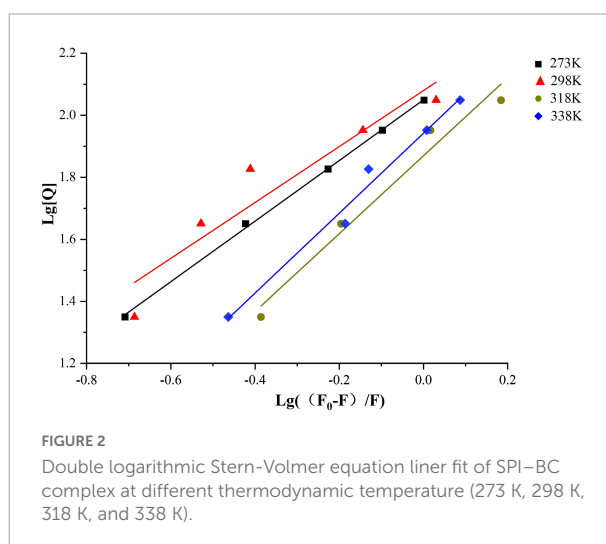 2.2
2.0
1.8
1.6
1.4
1.2
Lg[Q]
273K
298K
318K
338K
-0.8 -0.6 -0.4 -0.2 0.0 0.2
Lg(（F₀-F）/F)
FIGURE 2
Double logarithmic Stern-Volmer equation liner fit of SPI–BC
complex at different thermodynamic temperature (273 K, 298 K,
318 K, and 338 K).